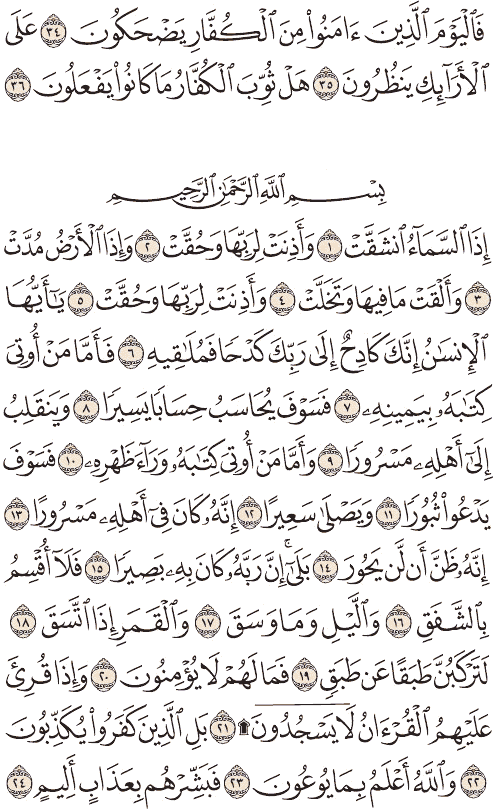 فَٱلۡيَوۡمَ ٱلَّذِينَ ءَامَنُواْ مِنَ ٱلۡكُفَّارِ يَضۡحَكُونَ ٣٤ عَلَى
ٱلۡأَرَآئِكِ يَنظُرُونَ ٣٥ هَلۡ ثُوِّبَ ٱلۡكُفَّارُ مَا كَانُواْ يَفۡعَلُونَ ٣٦
بِسۡمِ ٱللَّهِ ٱلرَّحۡمَٰنِ ٱلرَّحِيمِ
إِذَا ٱلسَّمَآءُ ٱنشَقَّتۡ ١ وَأَذِنَتۡ لِرَبِّهَا وَحُقَّتۡ ٢ وَإِذَا ٱلۡأَرۡضُ مُدَّتۡ
٣ وَأَلۡقَتۡ مَا فِيهَا وَتَخَلَّتۡ ٤ وَأَذِنَتۡ لِرَبِّهَا وَحُقَّتۡ ٥ يَٰٓأَيُّهَا
ٱلۡإِنسَٰنُ إِنَّكَ كَادِحٌ إِلَىٰ رَبِّكَ كَدۡحٗا فَمُلَٰقِيهِ ٦ فَأَمَّا مَنۡ أُوتِيَ
كِتَٰبَهُۥ بِيَمِينِهِۦ ٧ فَسَوۡفَ يُحَاسَبُ حِسَابٗا يَسِيرٗا ٨ وَيَنقَلِبُ
إِلَىٰٓ أَهۡلِهِۦ مَسۡرُورٗا ٩ وَأَمَّا مَنۡ أُوتِيَ كِتَٰبَهُۥ وَرَآءَ ظَهۡرِهِۦ ١٠ فَسَوۡفَ
يَدۡعُواْ ثُبُورٗا ١١ وَيَصۡلَىٰ سَعِيرًا ١٢ إِنَّهُۥ كَانَ فِيٓ أَهۡلِهِۦ مَسۡرُورًا ١٣
إِنَّهُۥ ظَنَّ أَن لَّن يَحُورَ ١٤ بَلَىٰٓۚ إِنَّ رَبَّهُۥ كَانَ بِهِۦ بَصِيرٗا ١٥ فَلَآ أُقۡسِمُ
بِٱلشَّفَقِ ١٦ وَٱلَّيۡلِ وَمَا وَسَقَ ١٧ وَٱلۡقَمَرِ إِذَا ٱتَّسَقَ ١٨
لَتَرۡكَبُنَّ طَبَقًا عَن طَبَقٖ ١٩ فَمَا لَهُمۡ لَا يُؤۡمِنُونَ ٢٠ وَإِذَا قُرِئَ
عَلَيۡهِمُ ٱلۡقُرۡءَانُ لَا يَسۡجُدُونَۤ۩ ٢١ بَلِ ٱلَّذِينَ كَفَرُواْ يُكَذِّبُونَ
٢٢ وَٱللَّهُ أَعۡلَمُ بِمَا يُوعُونَ ٢٣ فَبَشِّرۡهُم بِعَذَابٍ أَلِيمٍ ٢٤